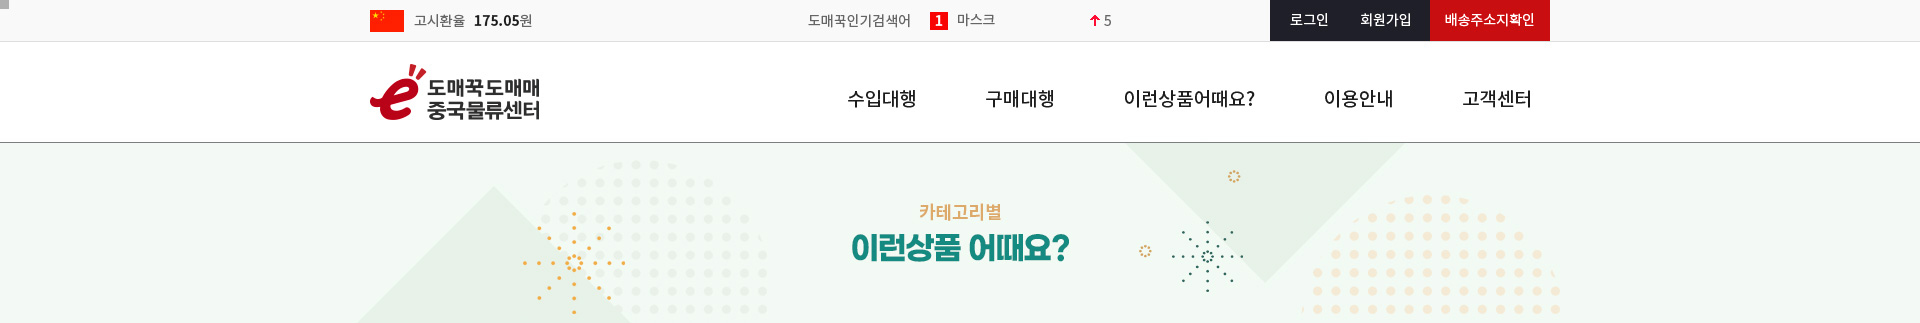 고시환율 175.05원
도매꾹인기검색어 1 마스크 5
로그인 회원가입 배송주소지확인
도매꾹도매매
중국물류센터
수입대행 구매대행 이런상품어때요? 이용안내 고객센터
카테고리별
이런상품 어때요?